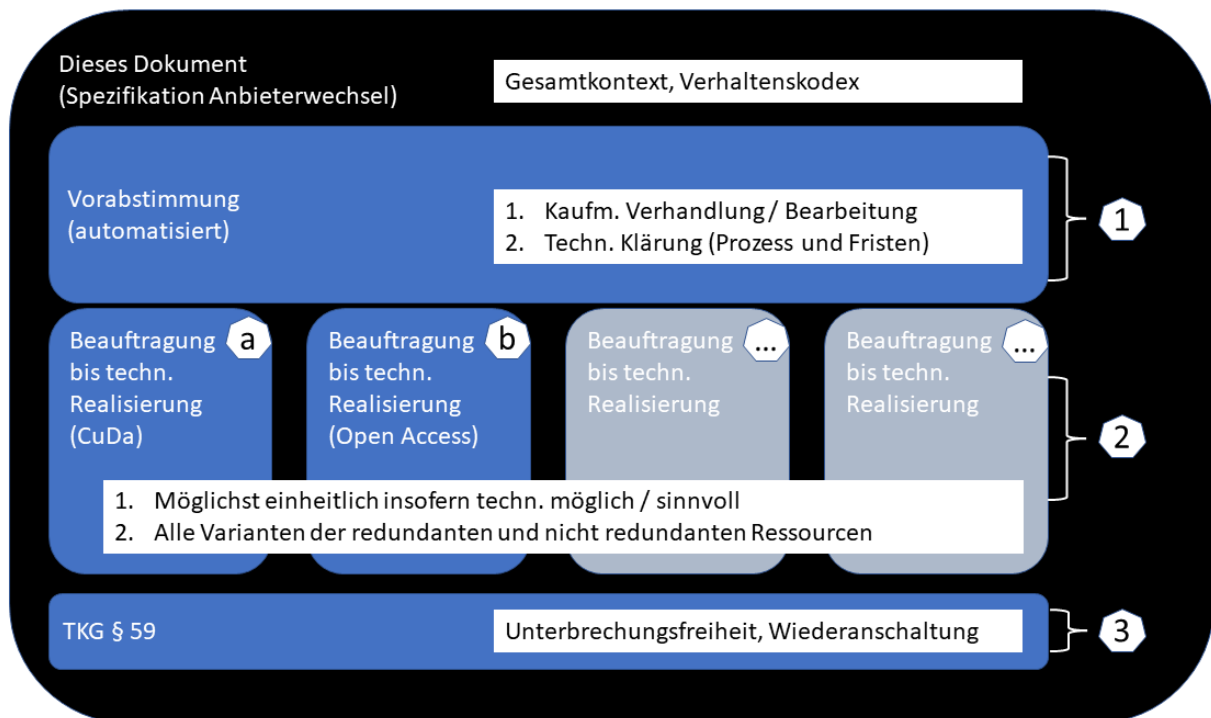 Dieses Dokument
(Spezifikation Anbieterwechsel)
Gesamtkontext, Verhaltenskodex
Vorabstimmung
(automatisiert)
1. Kaufm. Verhandlung / Bearbeitung
2. Techn. Klärung (Prozess und Fristen)
1
Beauftragung
bis techn.
Realisierung
(CuDa)
a
Beauftragung
bis techn.
Realisierung
(Open Access)
b
Beauftragung
bis techn.
Realisierung
...
Beauftragung
bis techn.
Realisierung
...
2
1. Möglichst einheitlich insofern techn. möglich / sinnvoll
2. Alle Varianten der redundanten und nicht redundanten Ressourcen
TKG § 59
Unterbrechungsfreiheit, Wiederanschaltung
3